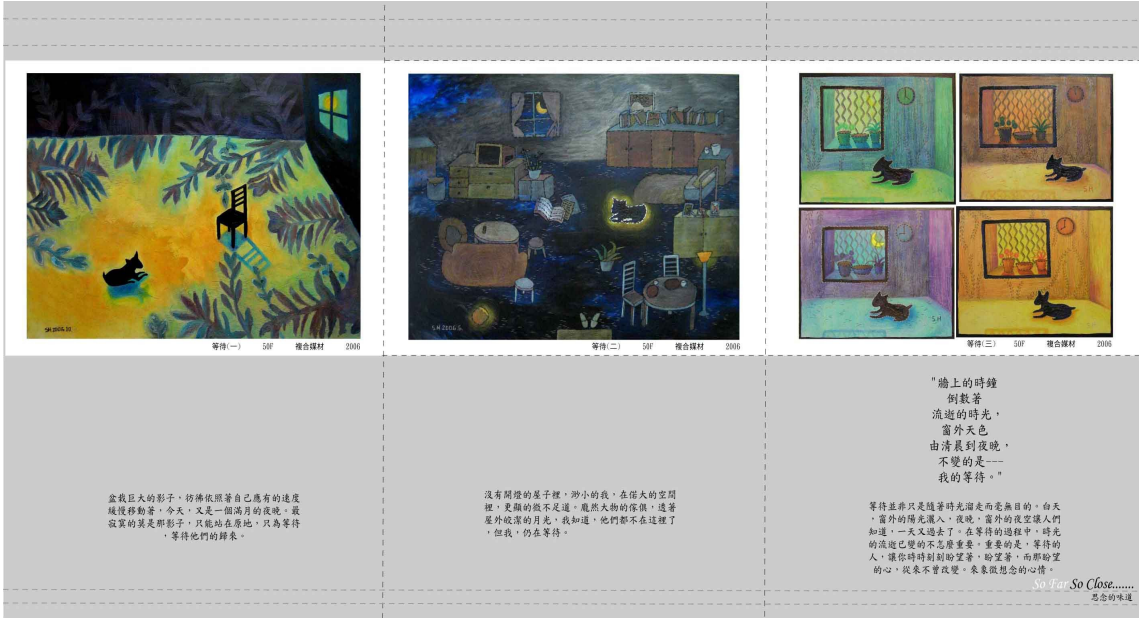 SH.2006.10
等待(一) 50F 複合媒材 2006
S.H 2006.5.
等待(二) 50F 複合媒材 2006
S.H
S.H
S.H
等待(三) 50F 複合媒材 2006
盆栽巨大的影子,彷彿依照著自己應有的速度
緩慢移動著,今天,又是一個滿月的夜晚。最
寂寞的莫是那影子,只能站在原地,只為等待
,等待他們的歸來。
沒有開燈的屋子裡,渺小的我,在偌大的空間
裡,更顯的微不足道。龐然大物的傢俱,透著
屋外皎潔的月光,我知道,他們都不在這裡了
,但我,仍在等待。
"牆上的時鐘
倒數著
流逝的時光,
窗外天色
由清晨到夜晚,
不變的是---
我的等待。"
等待並非只是隨著時光溜走而毫無目的。白天
,窗外的陽光灑入,夜晚,窗外的夜空讓人們
知道,一天又過去了。在等待的過程中,時光
的流逝已變的不怎麼重要。重要的是,等待的
人,讓你時時刻刻盼望著,盼望著,而那盼望
的心,從來不曾改變。來象徵想念的心情。
So Far So Close.......
思念的味道